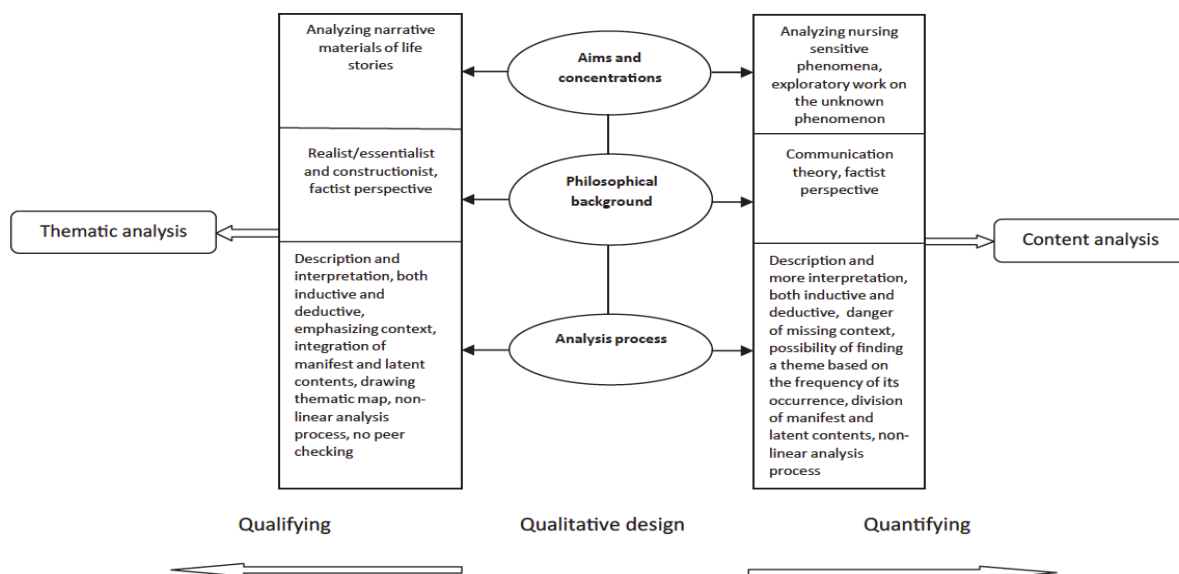 Analyzing narrative
materials of life
stories
Aims and
concentrations
Analyzing nursing
sensitive
phenomena,
exploratory work on
the unknown
phenomenon
Realist/essentialist
and constructionist,
factist perspective
Philosophical
background
Communication
theory, factist
perspective
Thematic analysis
Content analysis
Description and
interpretation, both
inductive and
deductive,
emphasizing context,
integration of
manifest and latent
contents, drawing
thematic map, non-
linear analysis
process, no peer
checking
Analysis process
Description and
more interpretation,
both inductive and
deductive, danger
of missing context,
possibility of finding
a theme based on
the frequency of its
occurrence, division
of manifest and
latent contents, non-
linear analysis
process
Qualifying
Qualitative design
Quantifying